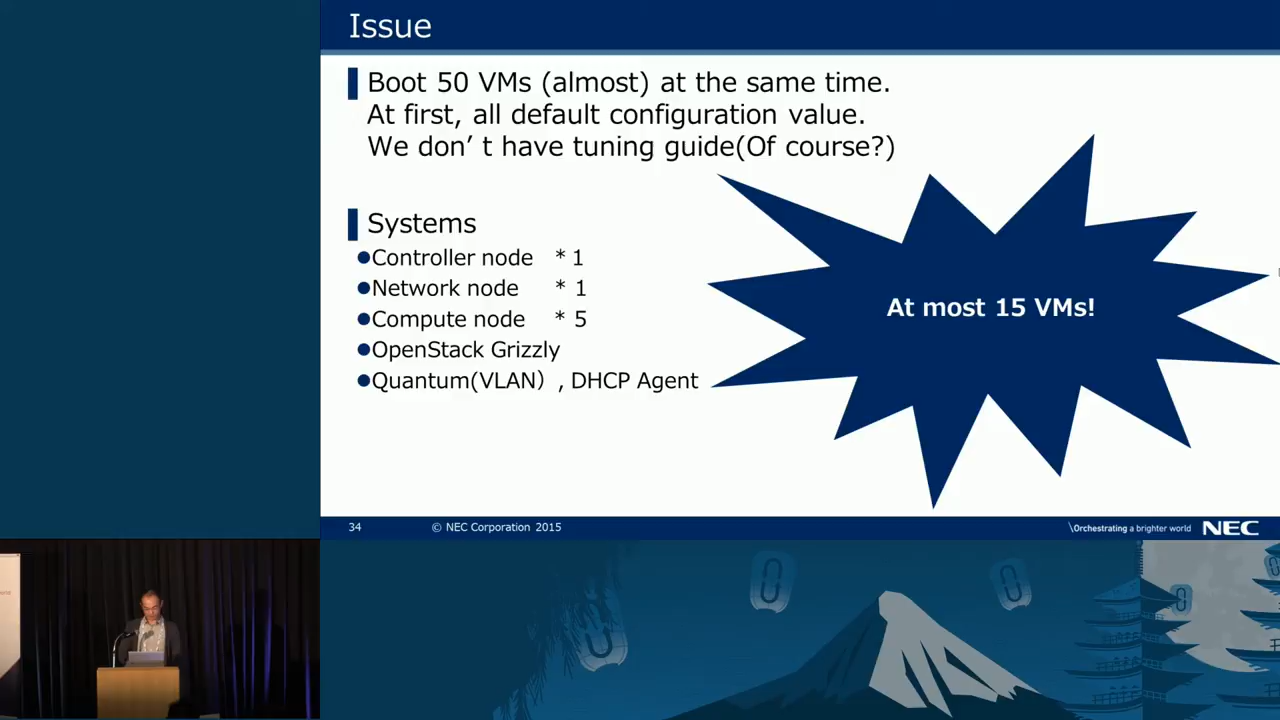 Issue
Boot 50 VMs (almost) at the same time.
At first, all default configuration value.
We don’ t have tuning guide(Of course?)
Systems
●Controller node * 1
●Network node * 1
●Compute node * 5
●OpenStack Grizzly
●Quantum(VLAN）, DHCP Agent
At most 15 VMs!
34
© NEC Corporation 2015
\Orchestrating a brighter world
NEC